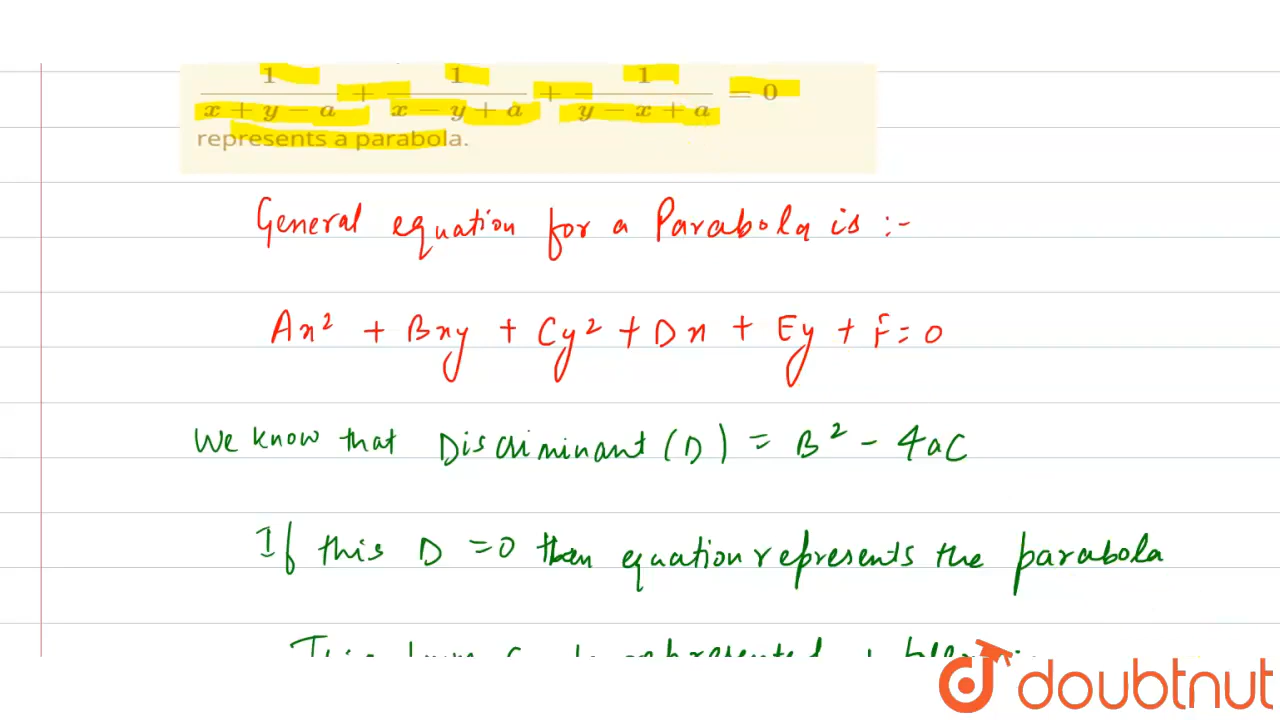 1/(x + y − a) + 1/(x − y + a) + 1/(y − x + a) = 0
represents a parabola.
General equation for a Parabola is :-
Ax² + Bxy + Cy² + Dx + Ey + F = 0
We know that Discriminant (D) = B² - 4aC
If this D = 0 then equation represents the parabola
doubtnut